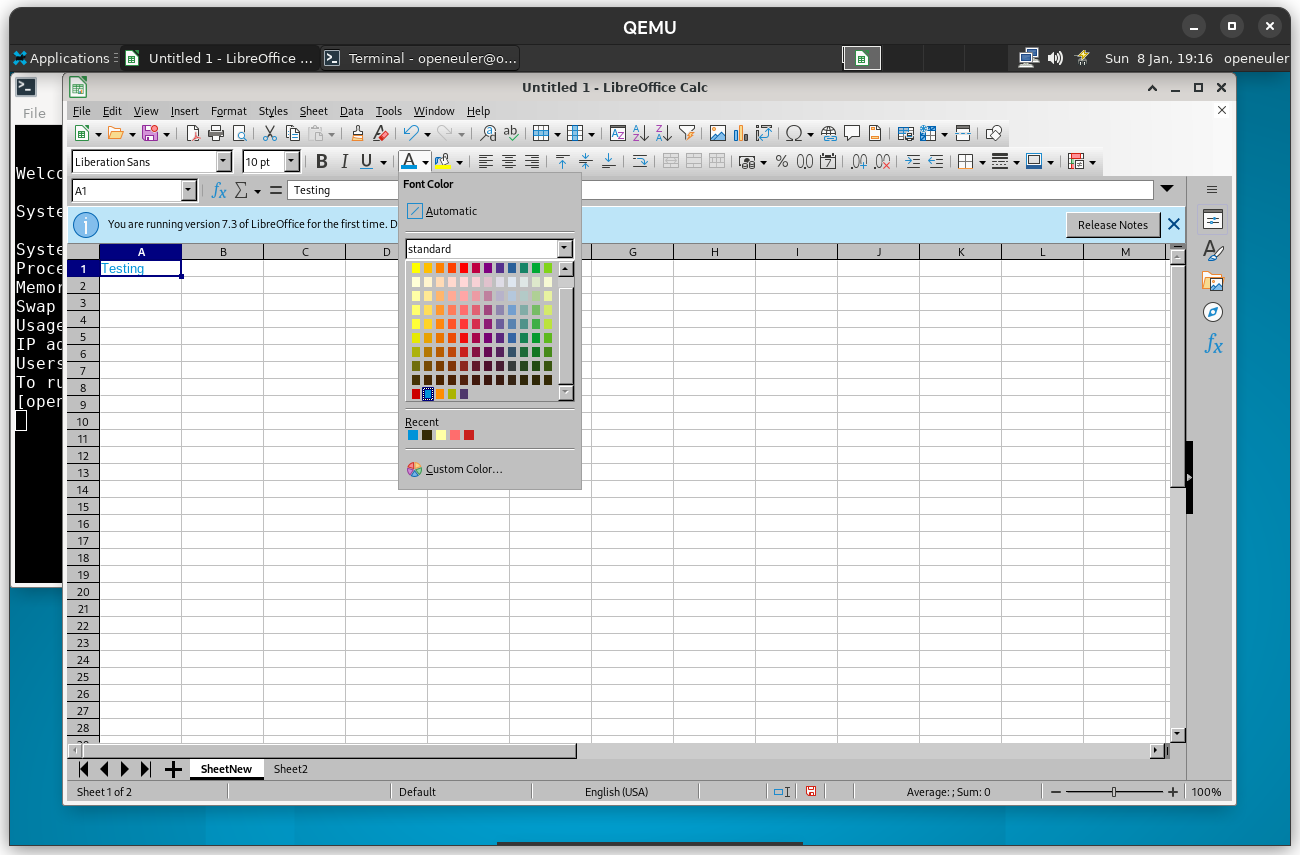 QEMU
Applications
Untitled 1 - LibreOffice ...
Terminal - openeuler@o...
Sun 8 Jan, 19:16
openeuler
Untitled 1 - LibreOffice Calc
File
File Edit View Insert Format Styles Sheet Data Tools Window Help
Liberation Sans
10 pt
B I U A
A1
Testing
Font Color
Automatic
You are running version 7.3 of LibreOffice for the first time. D
Release Notes
standard
A B C D G H I J K L M
1 Testing
2
3
4
5
6
7
8
9
10
11
12
13
14
15
16
17
18
19
20
21
22
23
24
25
26
27
28
29
Welco
Syste
Syste
Proce
Memor
Swap
Usage
IP ad
Users
To ru
[open
Recent
Custom Color...
SheetNew
Sheet2
Sheet 1 of 2
Default
English (USA)
Average: ; Sum: 0
100%